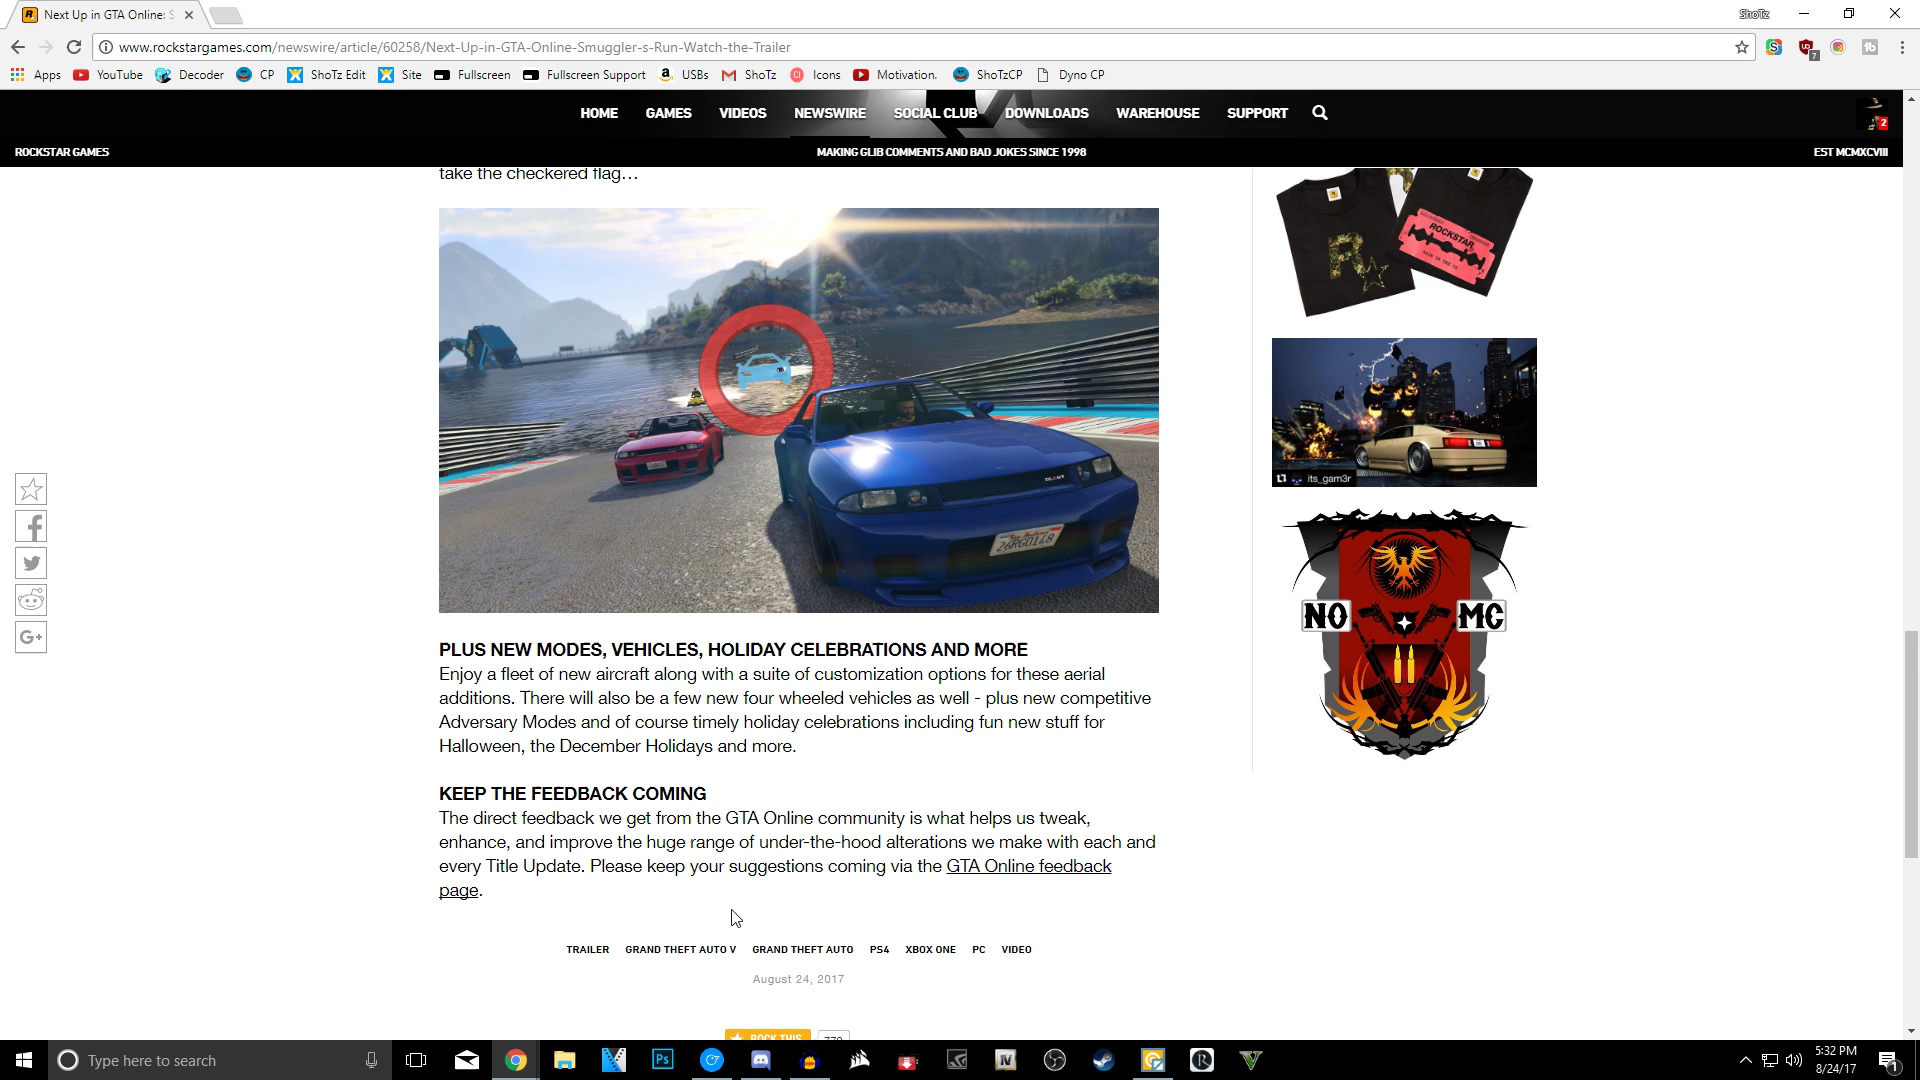 Next Up in GTA Online: S
ShoTz
www.rockstargames.com/newswire/article/60258/Next-Up-in-GTA-Online-Smuggler-s-Run-Watch-the-Trailer
7
Apps YouTube Decoder CP ShoTz Edit Site Fullscreen Fullscreen Support USBs ShoTz Icons Motivation. ShoTzCP Dyno CP
HOME GAMES VIDEOS NEWSWIRE SOCIAL CLUB DOWNLOADS WAREHOUSE SUPPORT
2
ROCKSTAR GAMES MAKING GLIB COMMENTS AND BAD JOKES SINCE 1998 EST MCMXCVIII
take the checkered flag...
ROCKSTAR
26RGO148
its_gam3r
NO MC
PLUS NEW MODES, VEHICLES, HOLIDAY CELEBRATIONS AND MORE
Enjoy a fleet of new aircraft along with a suite of customization options for these aerial
additions. There will also be a few new four wheeled vehicles as well - plus new competitive
Adversary Modes and of course timely holiday celebrations including fun new stuff for
Halloween, the December Holidays and more.
KEEP THE FEEDBACK COMING
The direct feedback we get from the GTA Online community is what helps us tweak,
enhance, and improve the huge range of under-the-hood alterations we make with each and
every Title Update. Please keep your suggestions coming via the GTA Online feedback
page.
TRAILER GRAND THEFT AUTO V GRAND THEFT AUTO PS4 XBOX ONE PC VIDEO
August 24, 2017
ROCK THIS
Type here to search
Ps
IV
5:32 PM
8/24/17
1